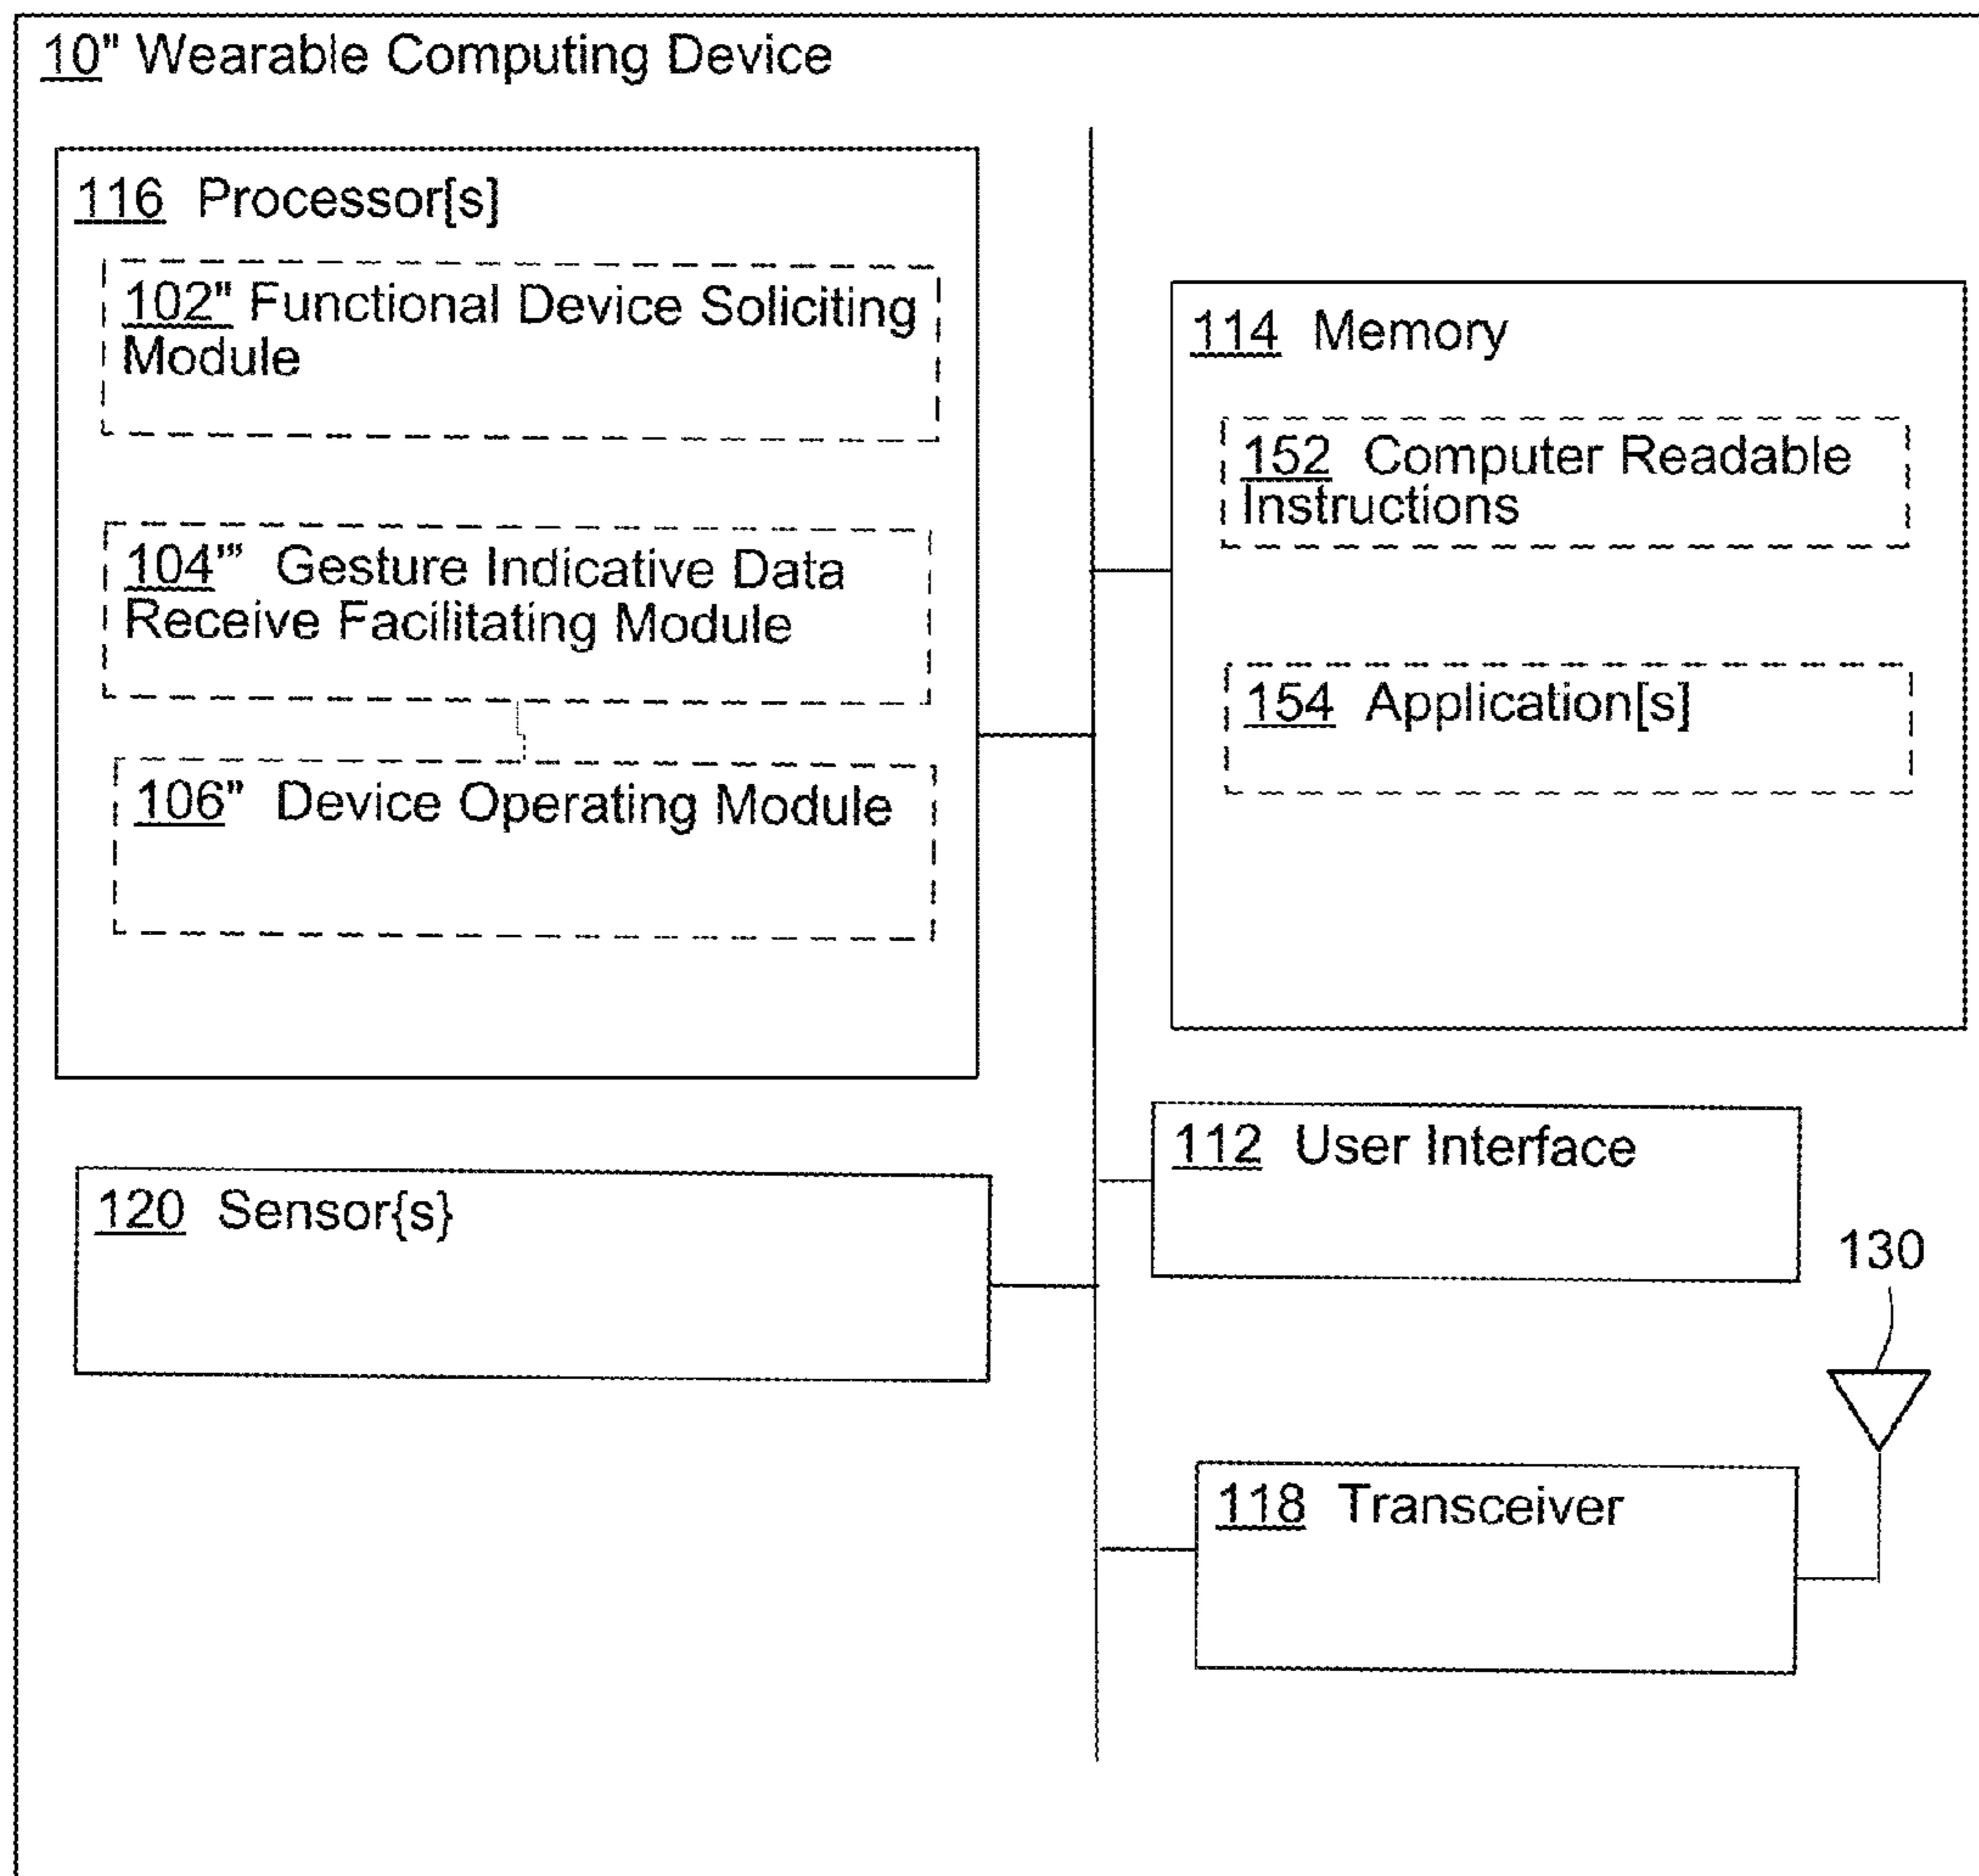 10" Wearable Computing Device
116 Processor[s]
102" Functional Device Soliciting
Module
104''' Gesture Indicative Data
Receive Facilitating Module
106" Device Operating Module
114 Memory
152 Computer Readable
Instructions
154 Application[s]
120 Sensor{s}
112 User Interface
130
118 Transceiver